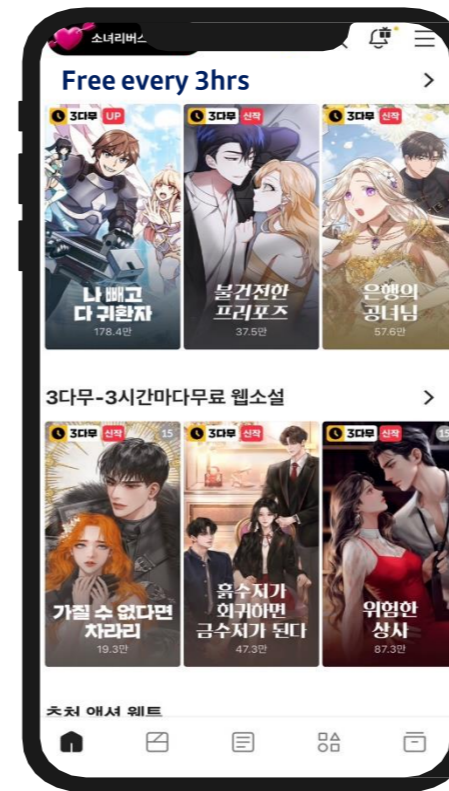 소녀리버스
Free every 3hrs
3다무 UP
3다무 신작
3다무 신작
나 빼고
다 귀환자
178.4만
불건전한
프러포즈
37.5만
은행의
공녀님
57.6만
3다무-3시간마다무료 웹소설
3다무 신작 15
3다무 신작
3다무 신작 15
가질 수 없다면
차라리
19.3만
흙수저가
회귀하면
금수저가 된다
47.3만
위험한
상사
87.3만
추천 액션 웹툰